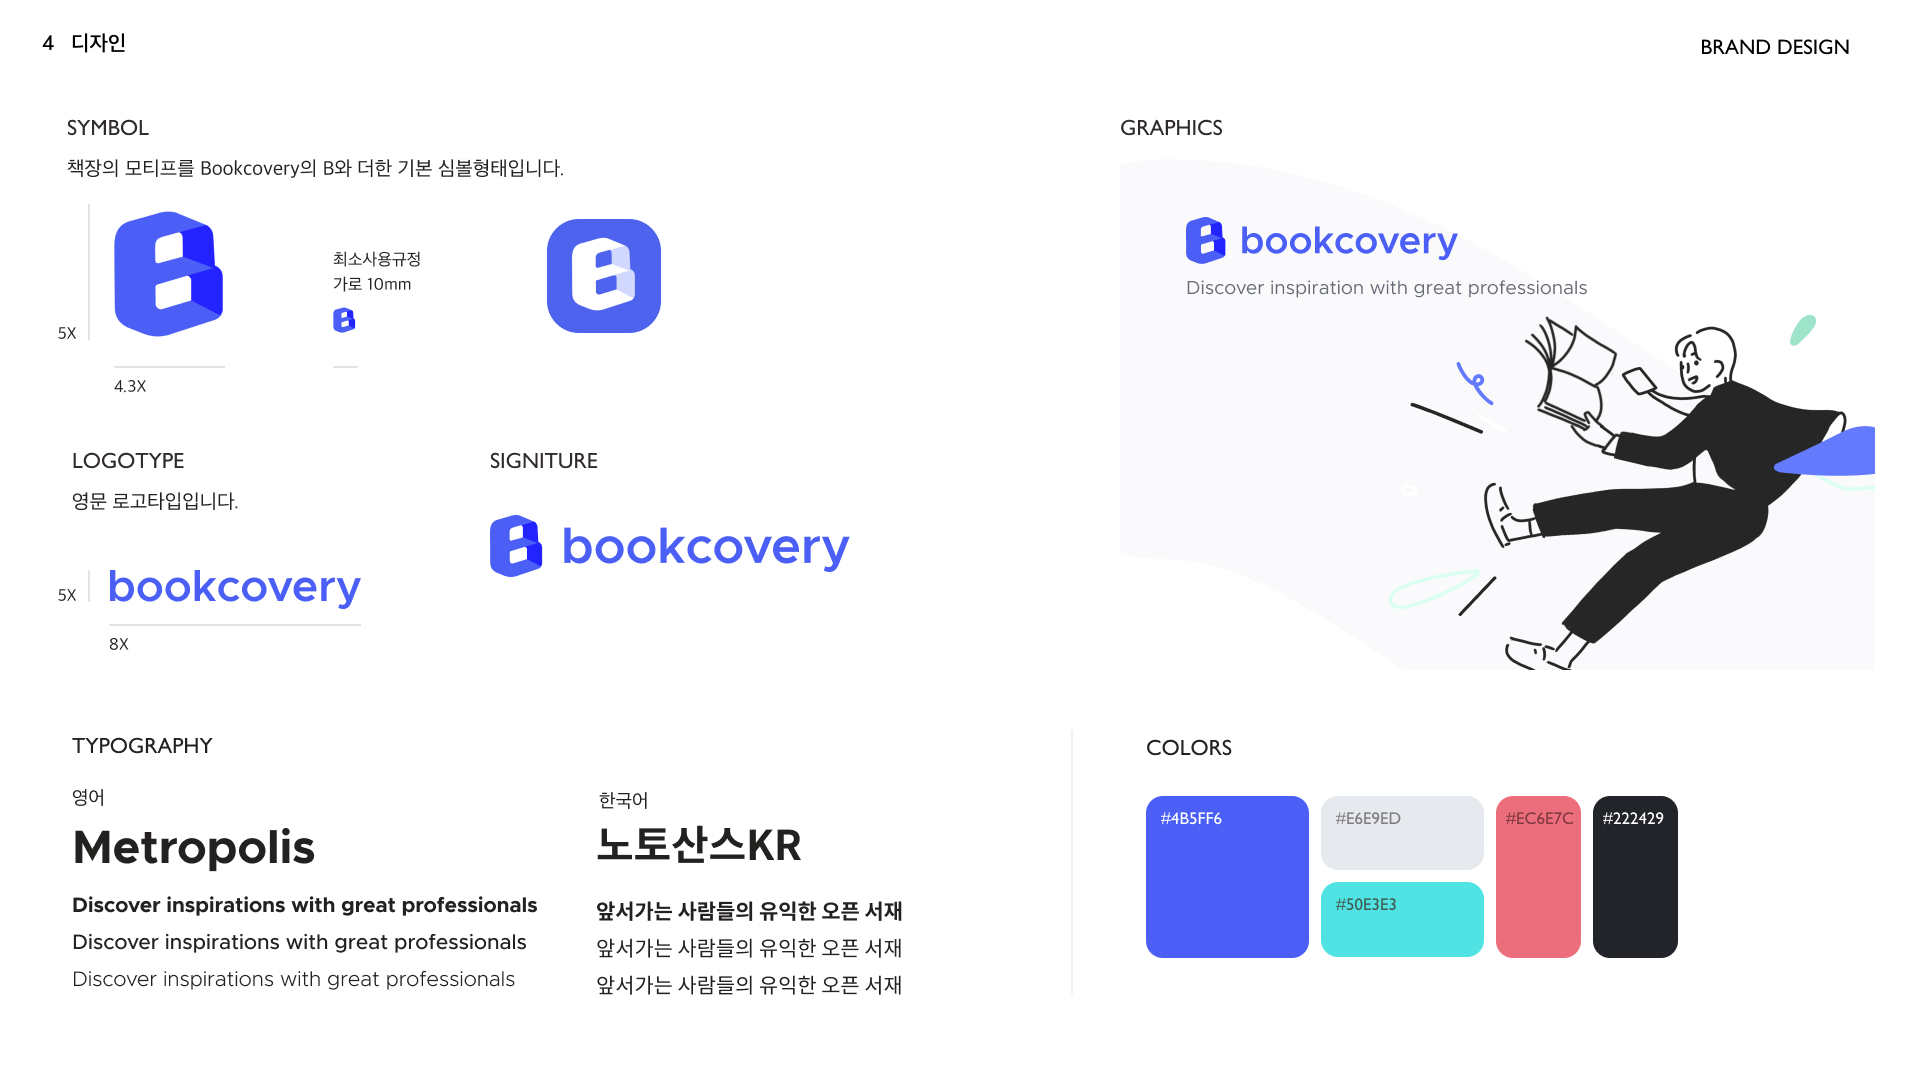 4 디자인
BRAND DESIGN
SYMBOL
책장의 모티프를 Bookcovery의 B와 더한 기본 심볼형태입니다.
5X
4.3X
최소사용규정
가로 10mm
LOGOTYPE
영문 로고타입입니다.
5X
bookcovery
8X
SIGNITURE
bookcovery
GRAPHICS
bookcovery
Discover inspiration with great professionals
TYPOGRAPHY
영어
Metropolis
Discover inspirations with great professionals
Discover inspirations with great professionals
Discover inspirations with great professionals
한국어
노토산스KR
앞서가는 사람들의 유익한 오픈 서재
앞서가는 사람들의 유익한 오픈 서재
앞서가는 사람들의 유익한 오픈 서재
COLORS
#4B5FF6
#E6E9ED
#50E3E3
#EC6E7C
#222429